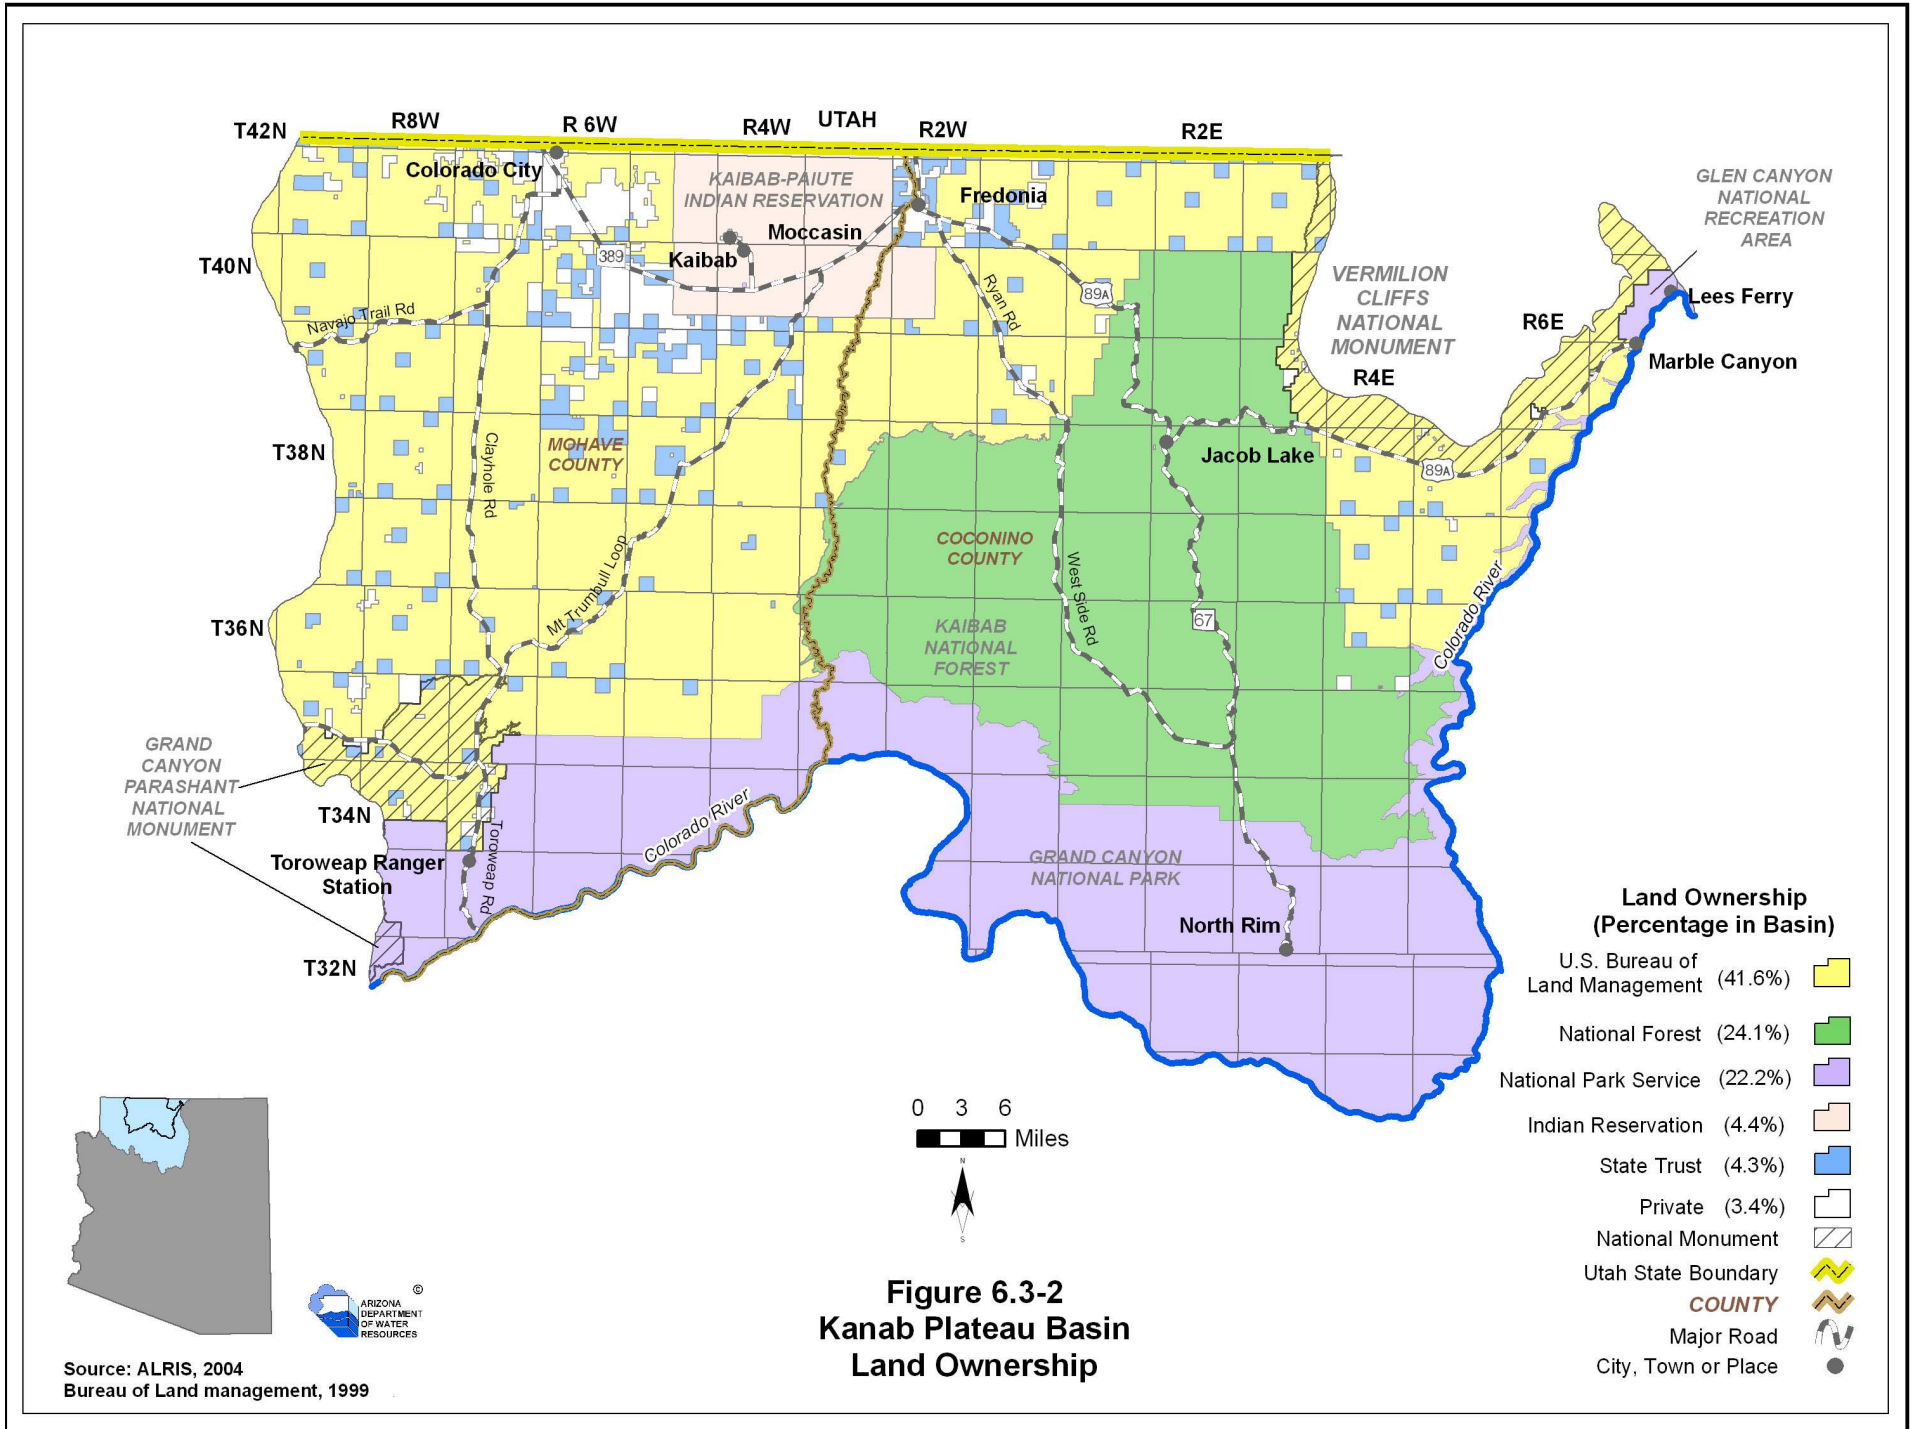 UTAH
T42N
R8W
R 6W
R4W
R2W
R2E
Colorado City
KAIBAB-PAIUTE
INDIAN RESERVATION
Fredonia
Moccasin
Kaibab
389
T40N
Navajo Trail Rd
Ryan Rd
89A
GLEN CANYON
NATIONAL
RECREATION
AREA
VERMILION
CLIFFS
NATIONAL
MONUMENT
R4E
R6E
Lees Ferry
Marble Canyon
T38N
Clayhole Rd
MOHAVE
COUNTY
Jacob Lake
89A
COCONINO
COUNTY
West Side Rd
Mt Trumbull Loop
T36N
KAIBAB
NATIONAL
FOREST
67
Colorado River
GRAND
CANYON
PARASHANT
NATIONAL
MONUMENT
T34N
Colorado River
Toroweap Ranger
Station
Toroweap Rd
GRAND CANYON
NATIONAL PARK
North Rim
T32N
Land Ownership
(Percentage in Basin)
U.S. Bureau of
Land Management (41.6%)
National Forest (24.1%)
National Park Service (22.2%)
Indian Reservation (4.4%)
State Trust (4.3%)
Private (3.4%)
National Monument
Utah State Boundary
COUNTY
Major Road
City, Town or Place
0 3 6
Miles
N
S
Figure 6.3-2
Kanab Plateau Basin
Land Ownership
©
ARIZONA
DEPARTMENT
OF WATER
RESOURCES
Source: ALRIS, 2004
Bureau of Land management, 1999